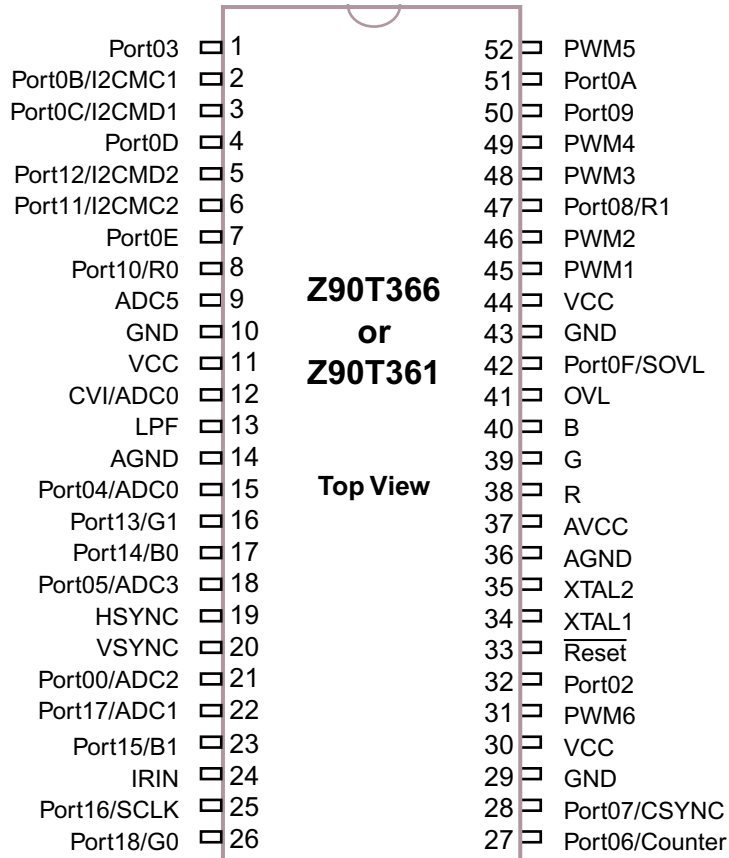 Port03 1 52 PWM5
Port0B/I2CMC1 2 51 Port0A
Port0C/I2CMD1 3 50 Port09
Port0D 4 49 PWM4
Port12/I2CMD2 5 48 PWM3
Port11/I2CMC2 6 47 Port08/R1
Port0E 7 46 PWM2
Port10/R0 8 45 PWM1
ADC5 9 44 VCC
GND 10 43 GND
VCC 11 42 Port0F/SOVL
CVI/ADC0 12 41 OVL
LPF 13 40 B
AGND 14 39 G
Port04/ADC0 15 38 R
Port13/G1 16 37 AVCC
Port14/B0 17 36 AGND
Port05/ADC3 18 35 XTAL2
HSYNC 19 34 XTAL1
VSYNC 20 33 Reset
Port00/ADC2 21 32 Port02
Port17/ADC1 22 31 PWM6
Port15/B1 23 30 VCC
IRIN 24 29 GND
Port16/SCLK 25 28 Port07/CSYNC
Port18/G0 26 27 Port06/Counter
Z90T366
or
Z90T361
Top View